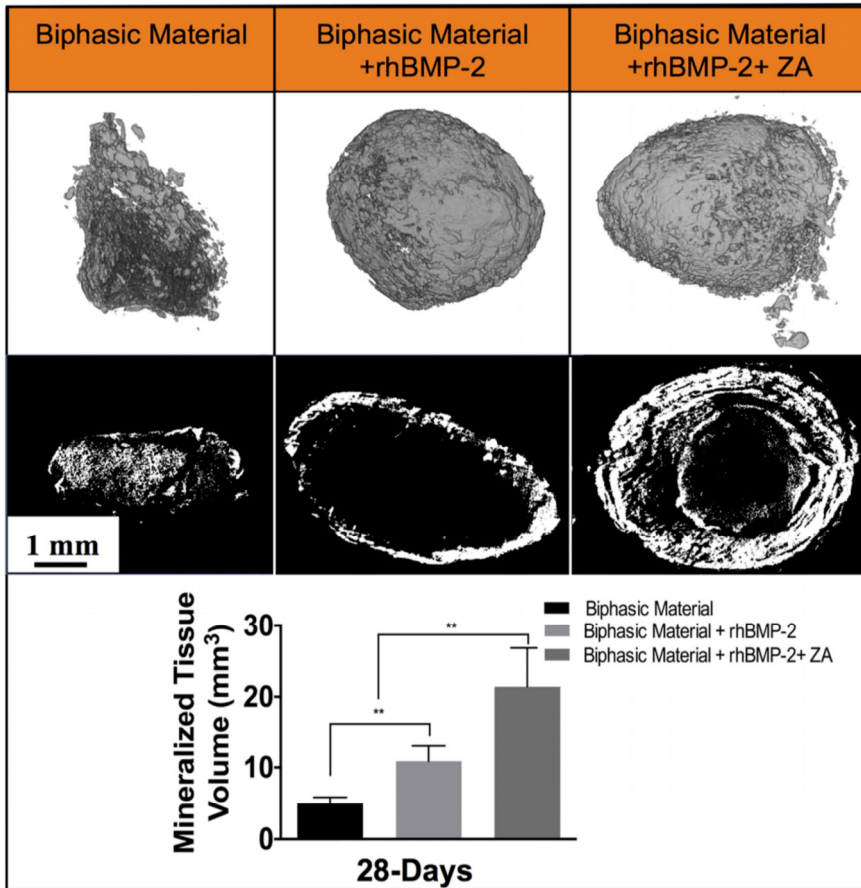 Biphasic Material
Biphasic Material
+rhBMP-2
Biphasic Material
+rhBMP-2+ ZA
1 mm
Mineralized Tissue
Volume (mm³)
30
20
10
0
**
**
Biphasic Material
Biphasic Material + rhBMP-2
Biphasic Material + rhBMP-2+ ZA
28-Days